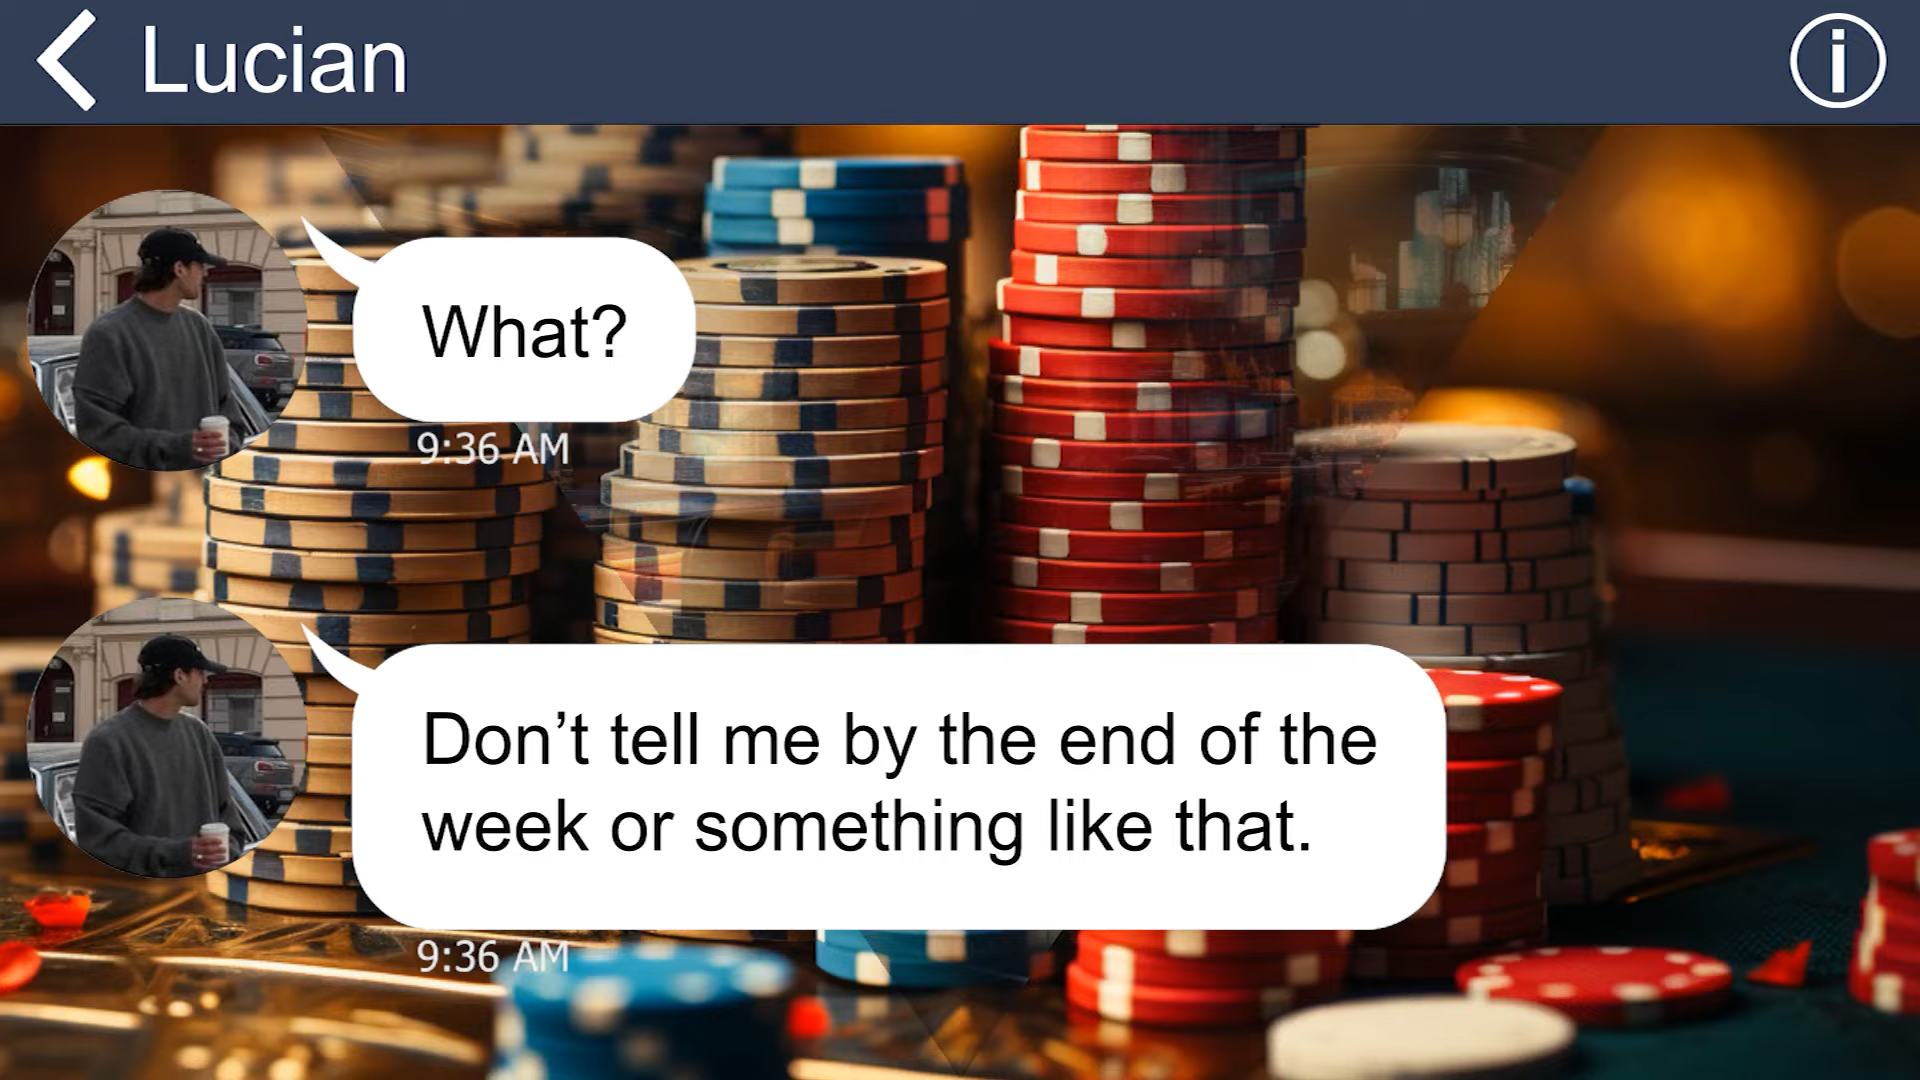 Lucian
What?
9:36 AM
Don’t tell me by the end of the
week or something like that.
9:36 AM